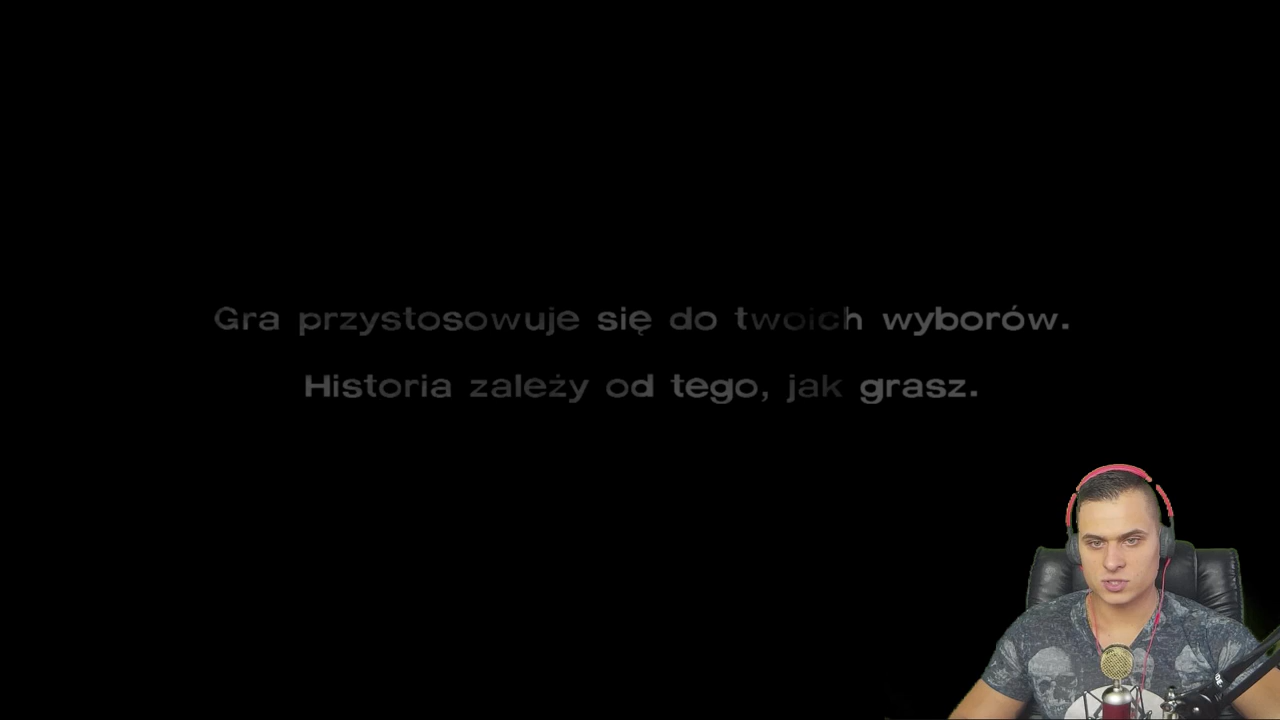 Gra przystosowuje się do twoich wyborów.
Historia zależy od tego, jak grasz.